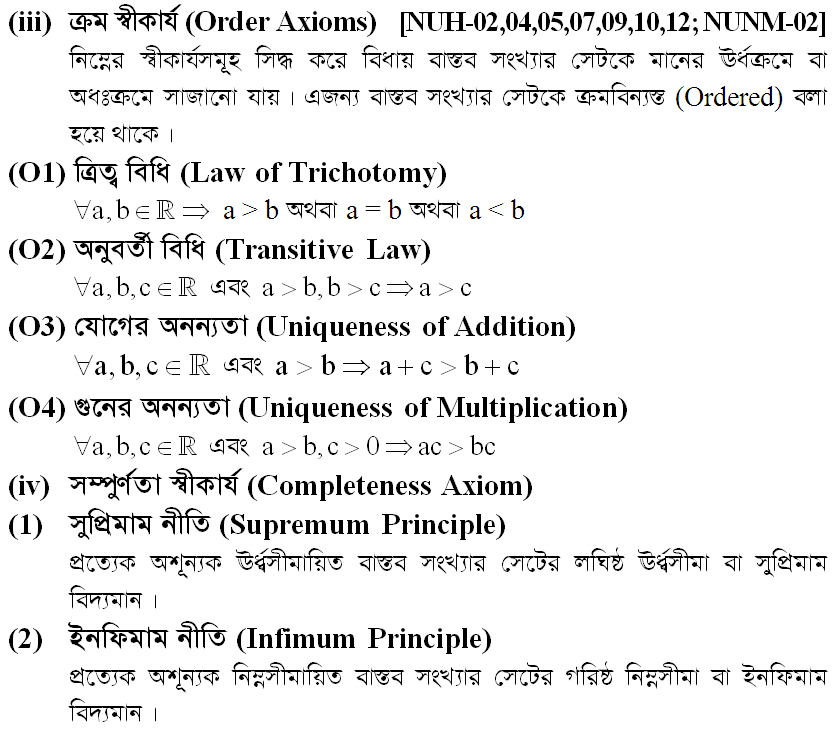 (iii) ক্রম স্বীকার্য (Order Axioms) [NUH-02,04,05,07,09,10,12; NUNM-02]
নিম্নের স্বীকার্যসমূহ সিদ্ধ করে বিধায় বাস্তব সংখ্যার সেটকে মানের উর্ধক্রমে বা
অধঃক্রমে সাজানো যায়। এজন্য বাস্তব সংখ্যার সেটকে ক্রমবিন্যস্ত (Ordered) বলা
হয়ে থাকে।
(O1) ত্রিত্ব বিধি (Law of Trichotomy)
∀a,b∈ℝ⇒ a > b অথবা a = b অথবা a < b
(O2) অনুবর্তী বিধি (Transitive Law)
∀a,b,c∈ℝ এবং a > b,b > c⇒a > c
(O3) যোগের অনন্যতা (Uniqueness of Addition)
∀a,b,c∈ℝ এবং a > b⇒a+c > b+c
(O4) গুনের অনন্যতা (Uniqueness of Multiplication)
∀a,b,c∈ℝ এবং a > b,c > 0⇒ac > bc
(iv) সম্পুর্ণতা স্বীকার্য (Completeness Axiom)
(1) সুপ্রিমাম নীতি (Supremum Principle)
প্রত্যেক অশূন্যক উর্ধ্বসীমায়িত বাস্তব সংখ্যার সেটের লঘিষ্ঠ উর্ধ্বসীমা বা সুপ্রিমাম
বিদ্যমান।
(2) ইনফিমাম নীতি (Infimum Principle)
প্রত্যেক অশূন্যক নিম্নসীমায়িত বাস্তব সংখ্যার সেটের গরিষ্ঠ নিম্নসীমা বা ইনফিমাম
বিদ্যমান।